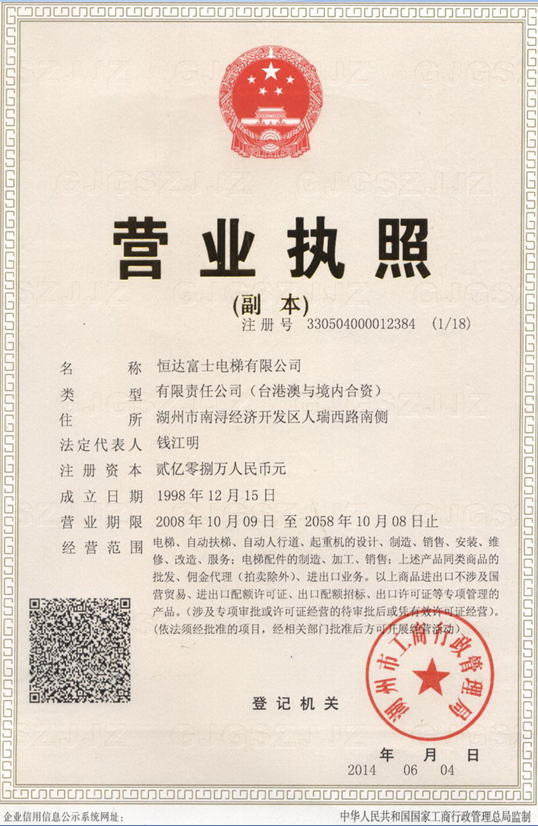 营业执照
(副 本)
注册号 330504000012384 (1/18)
名称 恒达富士电梯有限公司
类型 有限责任公司（台港澳与境内合资）
住所 湖州市南浔经济开发区人瑞西路南侧
法定代表人 钱江明
注册资本 贰亿零捌万人民币元
成立日期 1998年12月15日
营业期限 2008年10月09日 至 2058年10月08日止
经营范围 电梯、自动扶梯、自动人行道、起重机的设计、制造、销售、安装、维
修、改造、服务；电梯配件的制造、加工、销售；上述产品同类商品的
批发、佣金代理（拍卖除外）、进出口业务。以上商品进出口不涉及国
营贸易、进出口配额许可证、出口配额招标、出口许可证等专项管理的
产品。（涉及专项审批或许可证经营的待审批后或凭有效许可证经营）。
(依法须经批准的项目，经相关部门批准后方可开展经营活动)
登记机关
湖州市工商行政管理局
年 月 日
2014 06 04
企业信用信息公示系统网址：
中华人民共和国国家工商行政管理总局监制